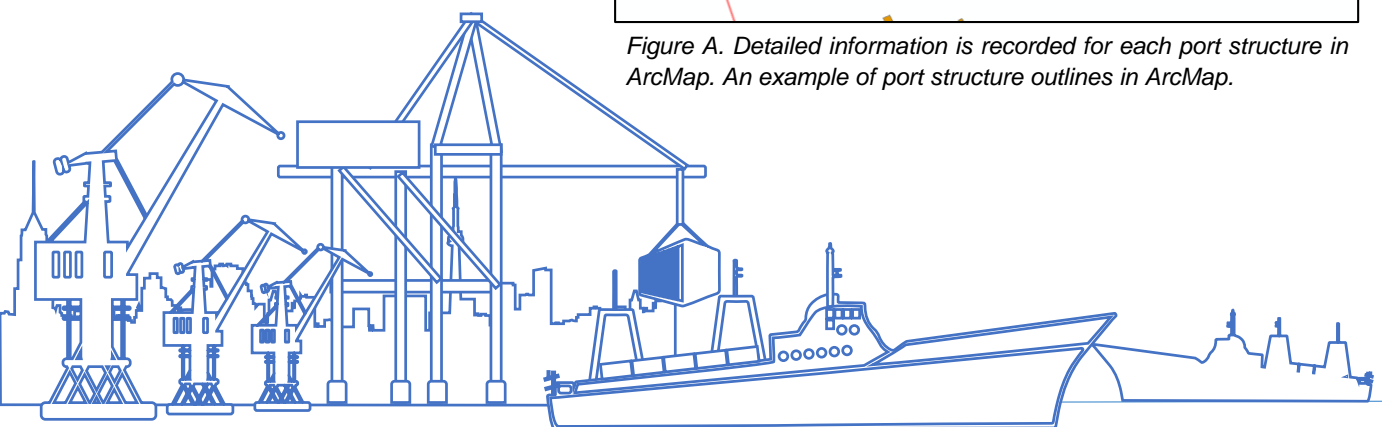 Figure A. Detailed information is recorded for each port structure in
ArcMap. An example of port structure outlines in ArcMap.